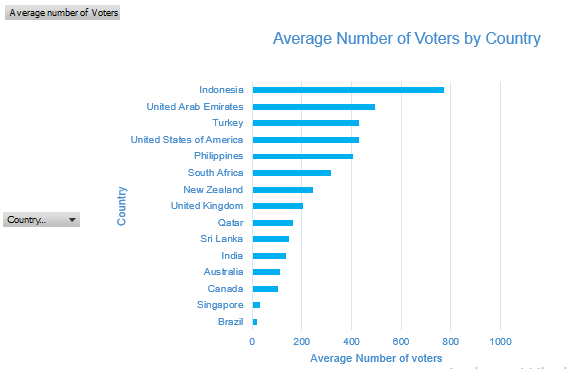 Average number of Voters
Average Number of Voters by Country
Indonesia
United Arab Emirates
Turkey
United States of America
Philippines
South Africa
New Zealand
United Kingdom
Qatar
Sri Lanka
India
Australia
Canada
Singapore
Brazil
Country
Country...
0 200 400 600 800 1000
Average Number of voters